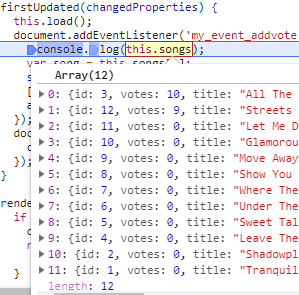 firstUpdated(changedProperties) {
this.load();
document.addEventListener('my_event_addvote
console.log(this.songs);
var song = this.songs
Array(12)
0: {id: 3, votes: 10, title: "All The
1: {id: 12, votes: 9, title: "Streets
2: {id: 11, votes: 0, title: "Let Me D
3: {id: 10, votes: 0, title: "Glamorou
4: {id: 9, votes: 0, title: "Move Away
5: {id: 8, votes: 0, title: "Show You
6: {id: 7, votes: 0, title: "Where The
7: {id: 6, votes: 0, title: "Under The
8: {id: 5, votes: 0, title: "Sweet Tal
9: {id: 4, votes: 0, title: "Leave The
10: {id: 2, votes: 0, title: "Shadowpl
11: {id: 1, votes: 0, title: "Tranquil
length: 12
});
do
});
}
rende
if
}